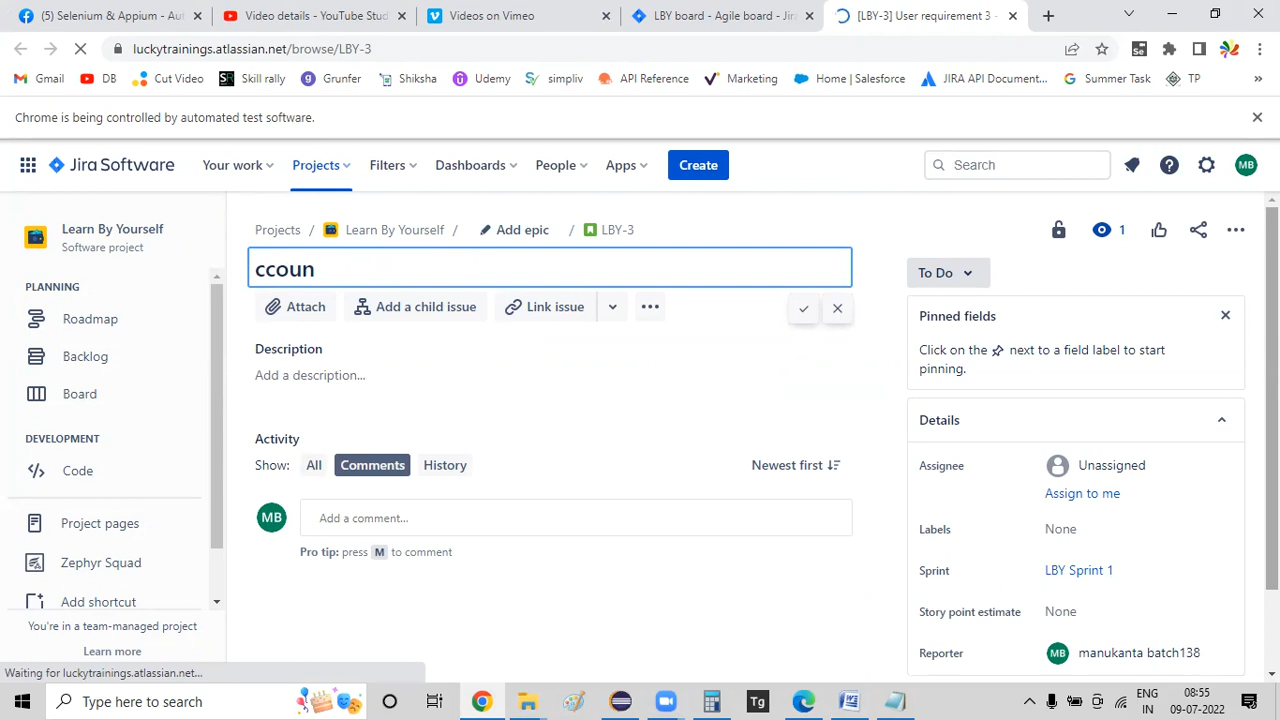 (5) Selenium & Appium - Aut
Video details - YouTube Stud
Videos on Vimeo
LBY board - Agile board - Jira
[LBY-3] User requirement 3 -
luckytrainings.atlassian.net/browse/LBY-3
Gmail
DB
Cut Video
SR Skill rally
Grunfer
Shiksha
Udemy
simpliv
API Reference
Marketing
Home | Salesforce
JIRA API Document...
Summer Task
TP
»
Chrome is being controlled by automated test software.
Jira Software
Your work
Projects
Filters
Dashboards
People
Apps
Create
Search
MB
Learn By Yourself
Software project
PLANNING
Roadmap
Backlog
Board
DEVELOPMENT
Code
Project pages
Zephyr Squad
Add shortcut
You're in a team-managed project
Learn more
Waiting for luckytrainings.atlassian.net...
Projects / Learn By Yourself / Add epic / LBY-3
ccoun
Attach
Add a child issue
Link issue
Description
Add a description...
Activity
Show: All Comments History
Newest first
MB
Add a comment...
Pro tip: press M to comment
1
To Do
Pinned fields
Click on the next to a field label to start
pinning.
Details
Assignee
Unassigned
Assign to me
Labels
None
Sprint
LBY Sprint 1
Story point estimate
None
Reporter
MB manukanta batch138
Type here to search
Tg
ENG
IN
08:55
09-07-2022